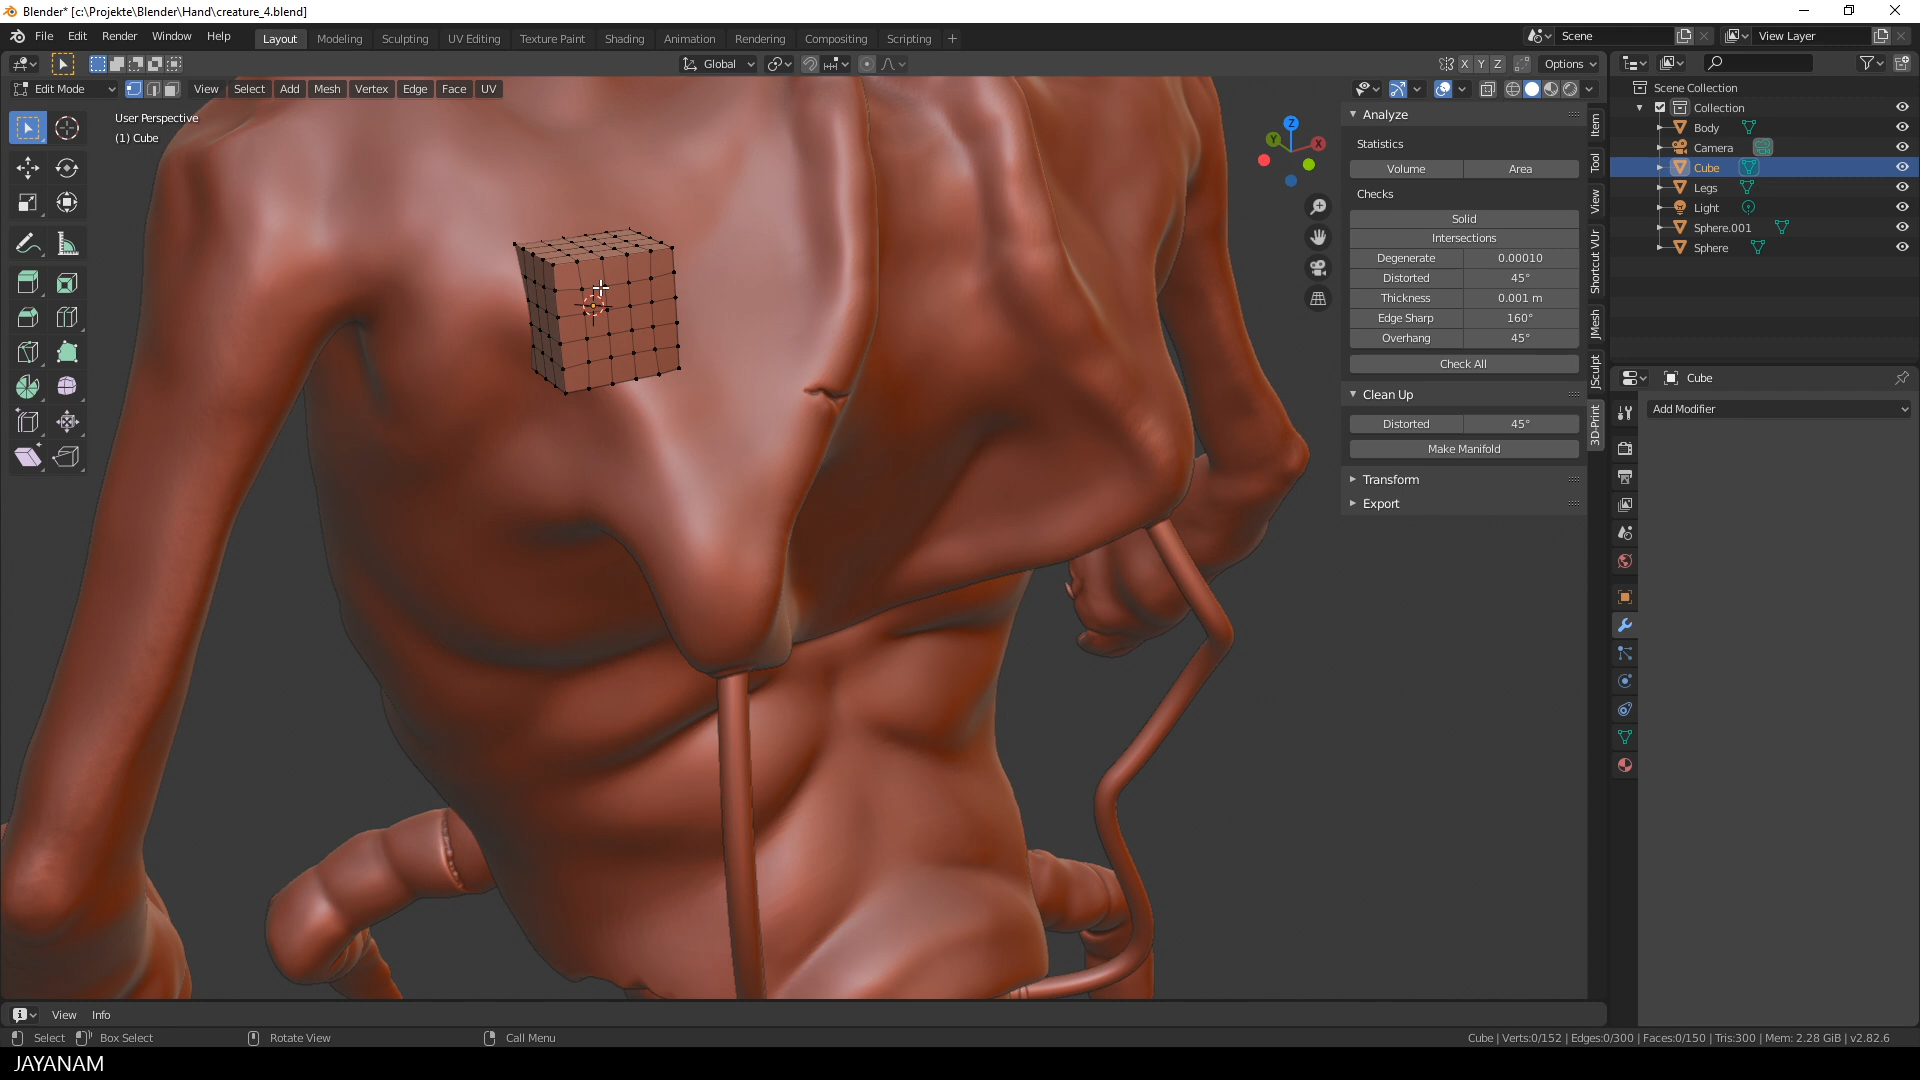 Blender* [c:\Projekte\Blender\Hand\creature_4.blend]
File Edit Render Window Help Layout Modeling Sculpting UV Editing Texture Paint Shading Animation Rendering Compositing Scripting + Scene View Layer
Global X Y Z Options
Edit Mode View Select Add Mesh Vertex Edge Face UV
User Perspective
(1) Cube
Z
Y
X
Analyze
Statistics
Volume Area
Checks
Solid
Intersections
Degenerate 0.00010
Distorted 45°
Thickness 0.001 m
Edge Sharp 160°
Overhang 45°
Check All
Clean Up
Distorted 45°
Make Manifold
Transform
Export
Item
Tool
View
Shortcut VUr
JMesh
JSculpt
3D-Print
Scene Collection
Collection
Body
Camera
Cube
Legs
Light
Sphere.001
Sphere
Cube
Add Modifier
View Info
Select Box Select Rotate View Call Menu Cube | Verts:0/152 | Edges:0/300 | Faces:0/150 | Tris:300 | Mem: 2.28 GiB | v2.82.6
JAYANAM